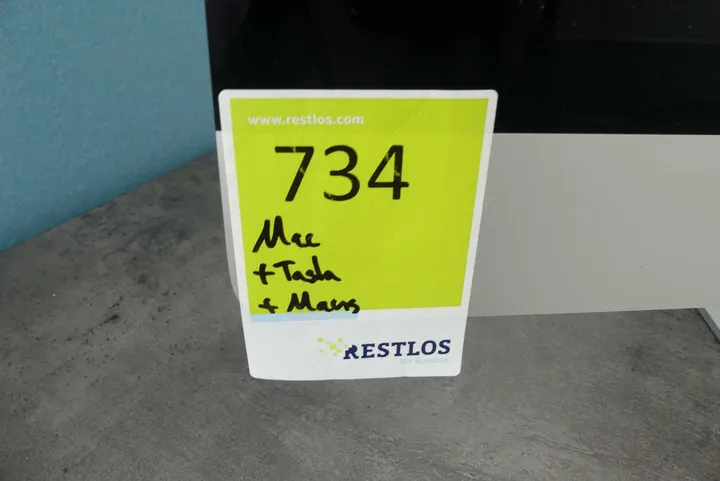 www.restlos.com
734
Mac
+ Tasta
+ Maus
RESTLOS